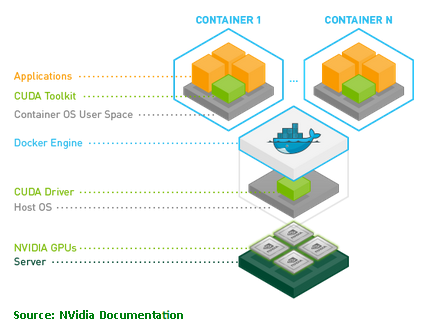 CONTAINER 1
CONTAINER N
Applications
...
CUDA Toolkit
Container OS User Space
Docker Engine
CUDA Driver
Host OS
NVIDIA GPUs
Server
Source: NVidia Documentation